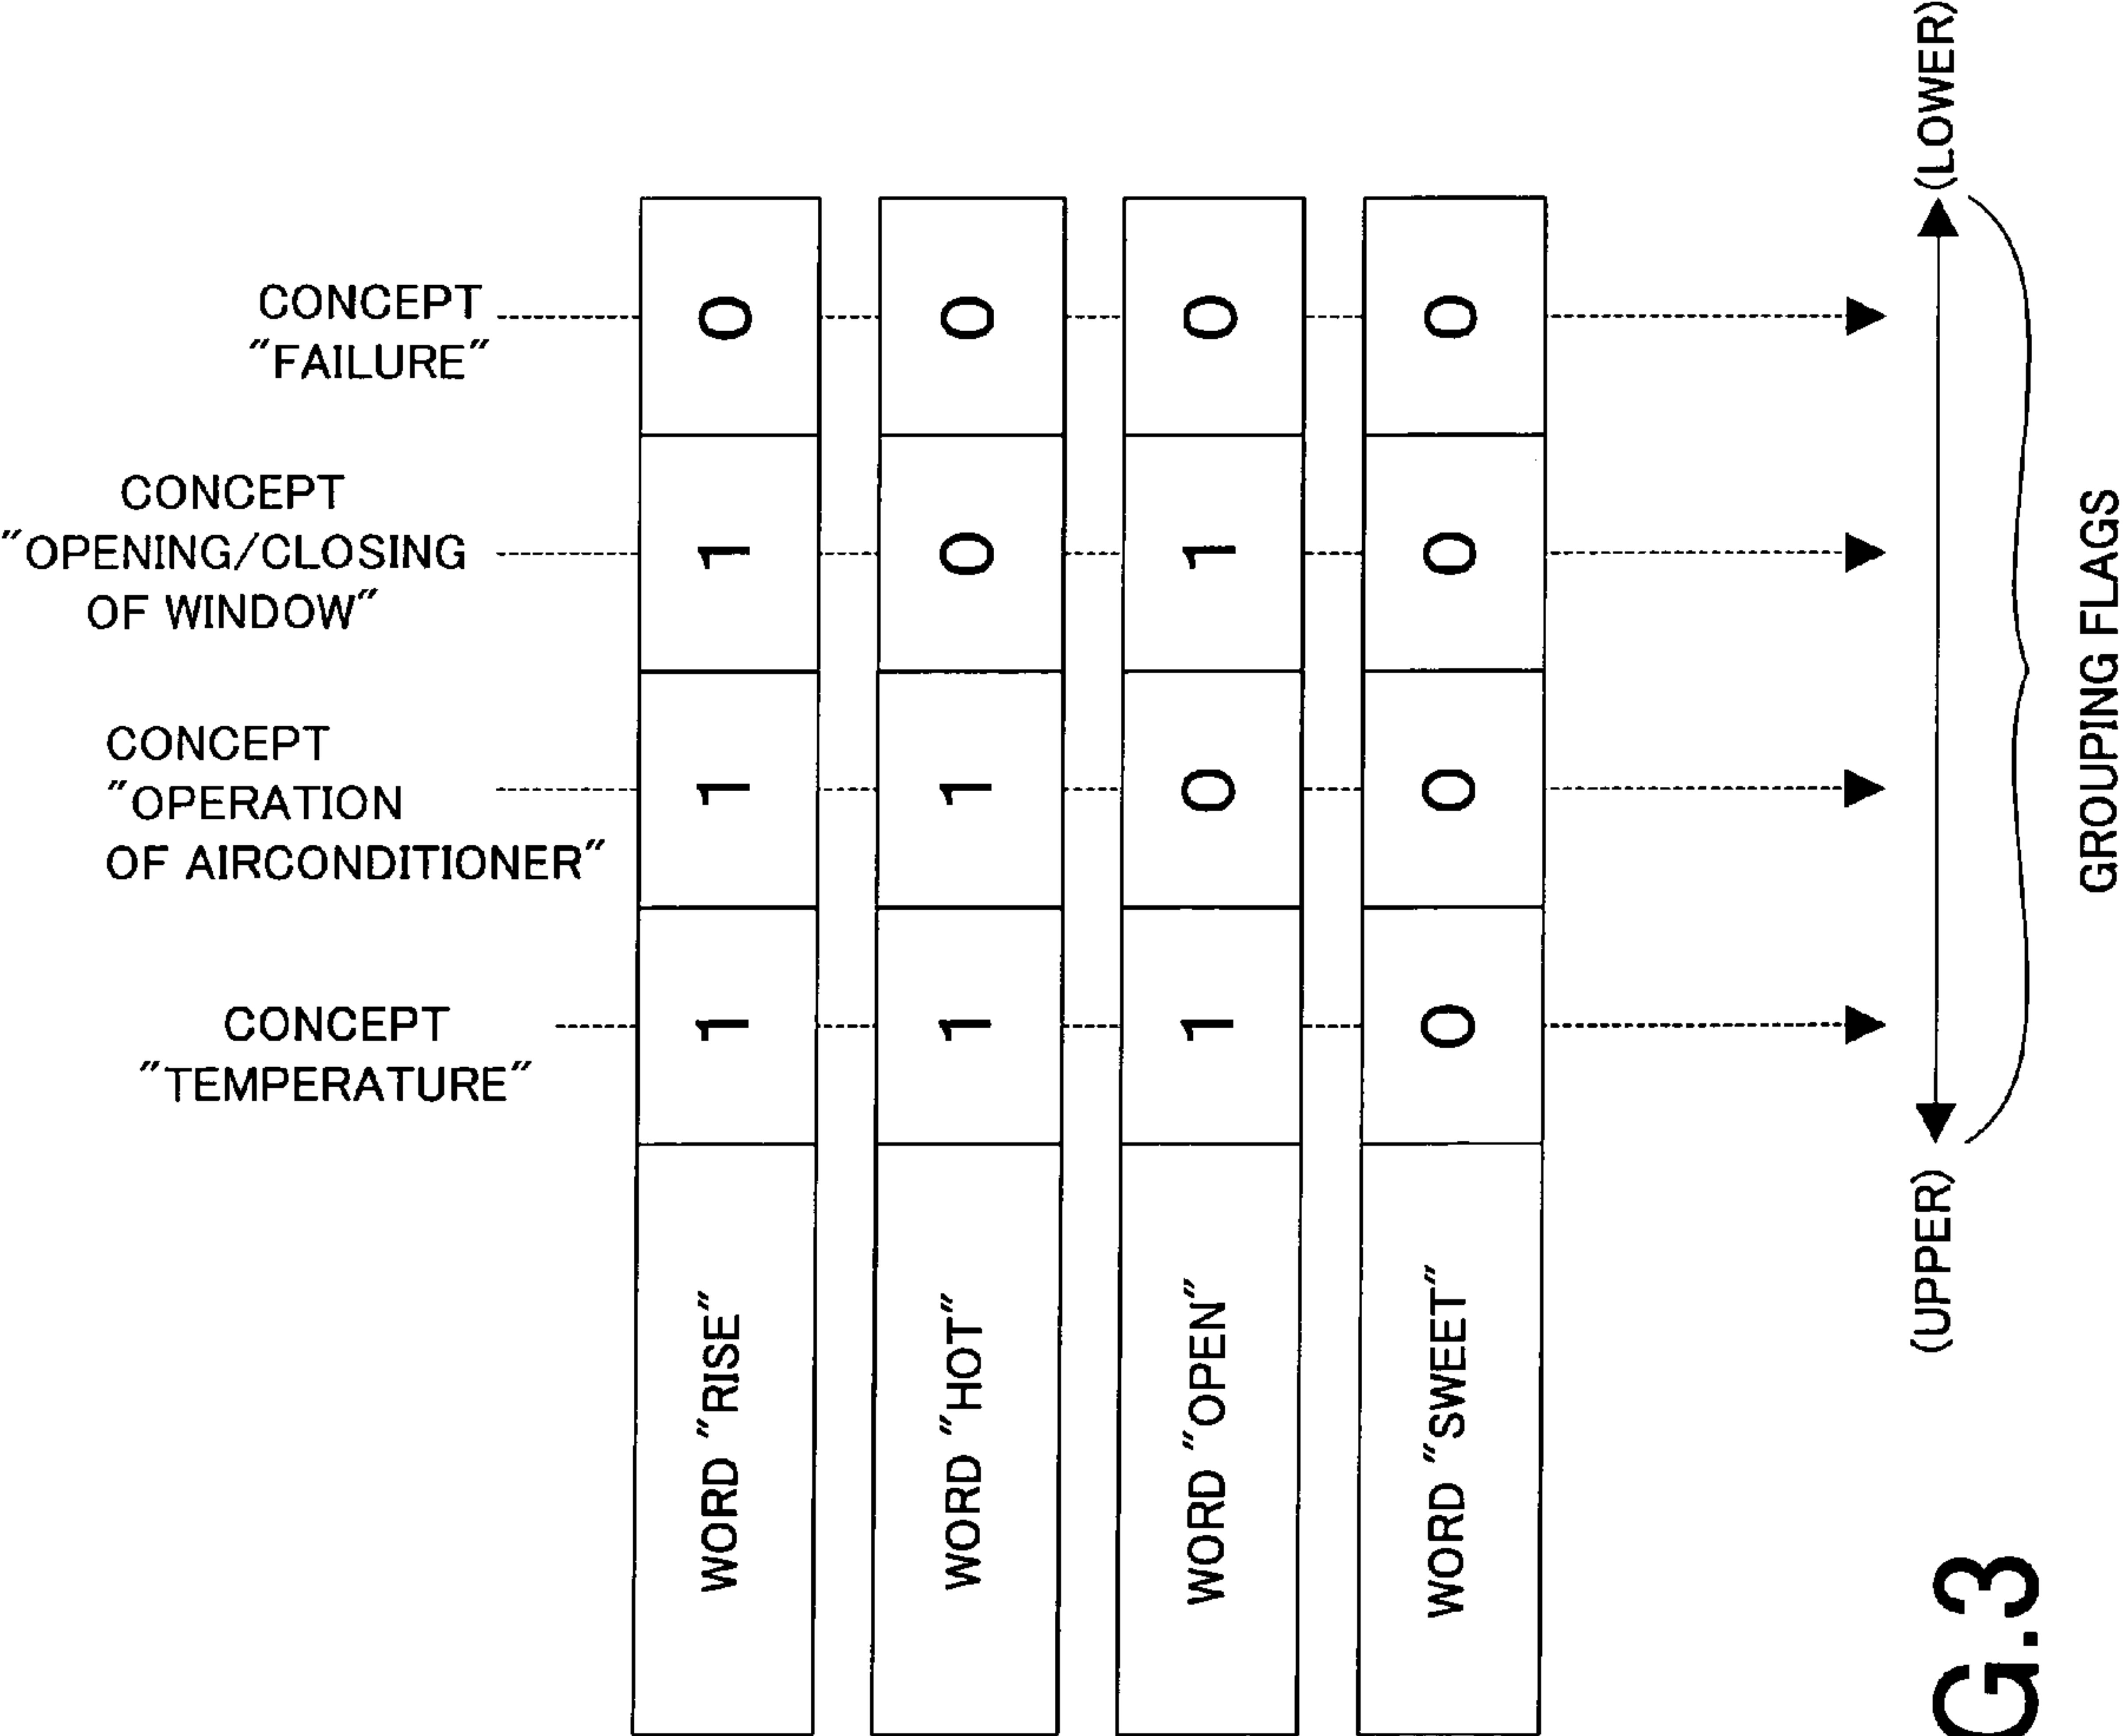 CONCEPT
"FAILURE"
CONCEPT
"OPENING/CLOSING
OF WINDOW"
CONCEPT
"OPERATION
OF AIRCONDITIONER"
CONCEPT
"TEMPERATURE"
WORD "RISE" 1 1 1 0
WORD "HOT" 1 1 0 0
WORD "OPEN" 1 0 1 0
WORD "SWEET" 0 0 0 0
(UPPER)
(LOWER)
GROUPING FLAGS
G.3